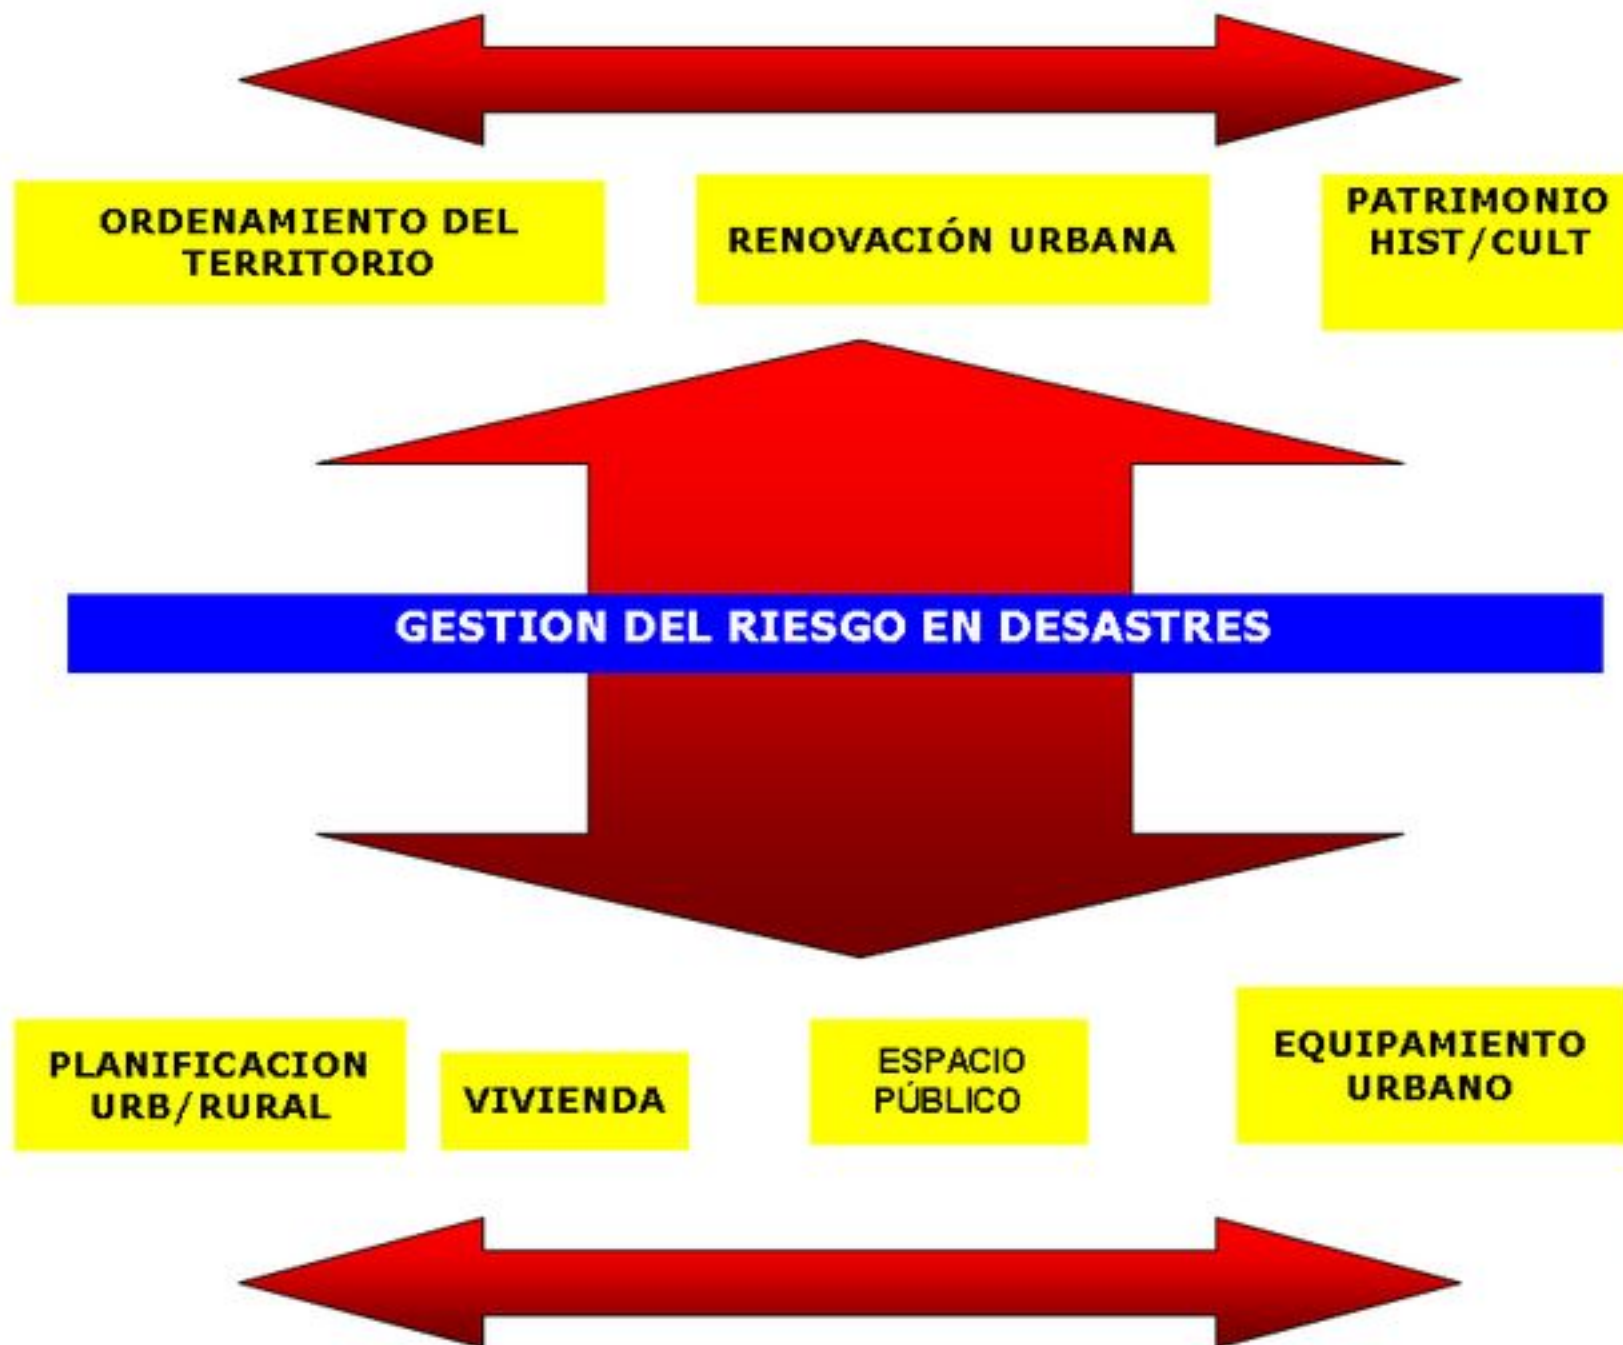 ORDENAMIENTO DEL
TERRITORIO
RENOVACIÓN URBANA
PATRIMONIO
HIST/CULT
GESTION DEL RIESGO EN DESASTRES
PLANIFICACION
URB/RURAL
VIVIENDA
ESPACIO
PÚBLICO
EQUIPAMIENTO
URBANO